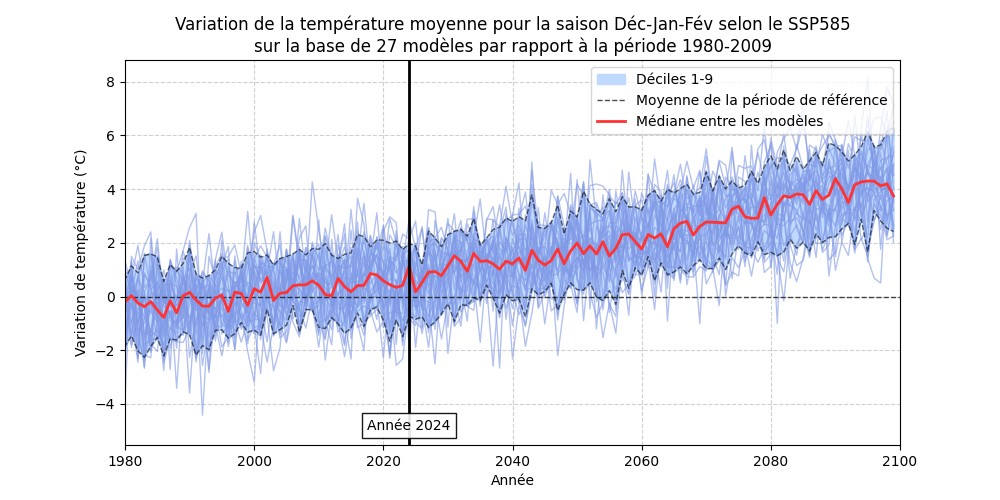 Variation de la température moyenne pour la saison Déc-Jan-Fév selon le SSP585
sur la base de 27 modèles par rapport à la période 1980-2009
Déciles 1-9
Moyenne de la période de référence
Médiane entre les modèles
Variation de température (°C)
8
6
4
2
0
−2
−4
Année 2024
1980
2000
2020
2040
2060
2080
2100
Année